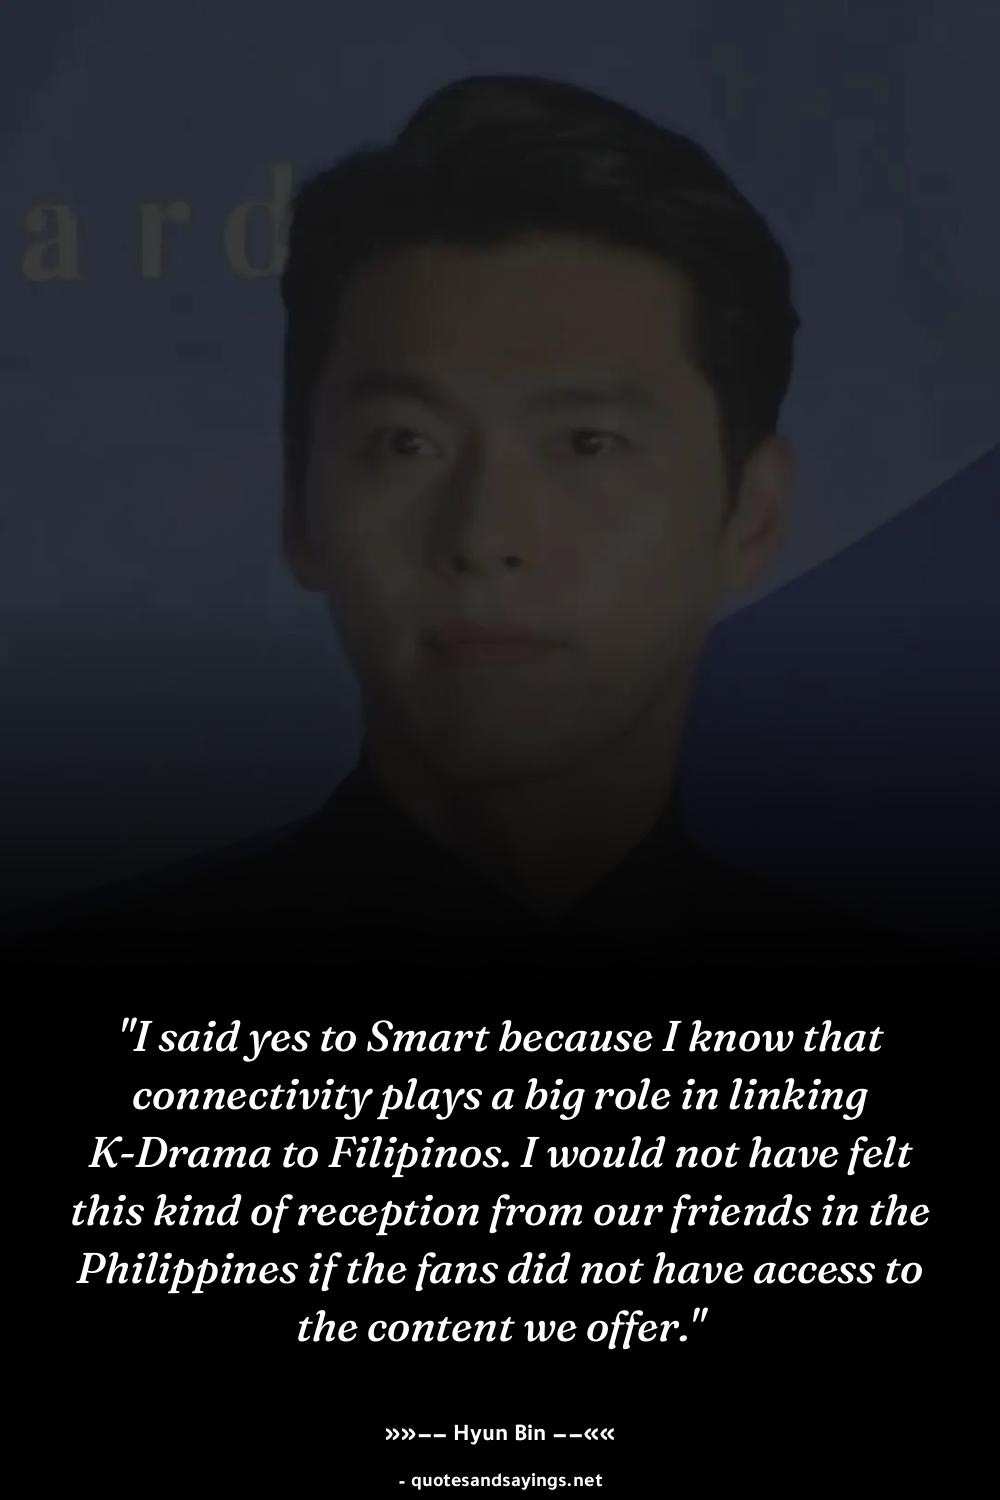 ard
"I said yes to Smart because I know that
connectivity plays a big role in linking
K-Drama to Filipinos. I would not have felt
this kind of reception from our friends in the
Philippines if the fans did not have access to
the content we offer."
»»−− Hyun Bin −−««
- quotesandsayings.net